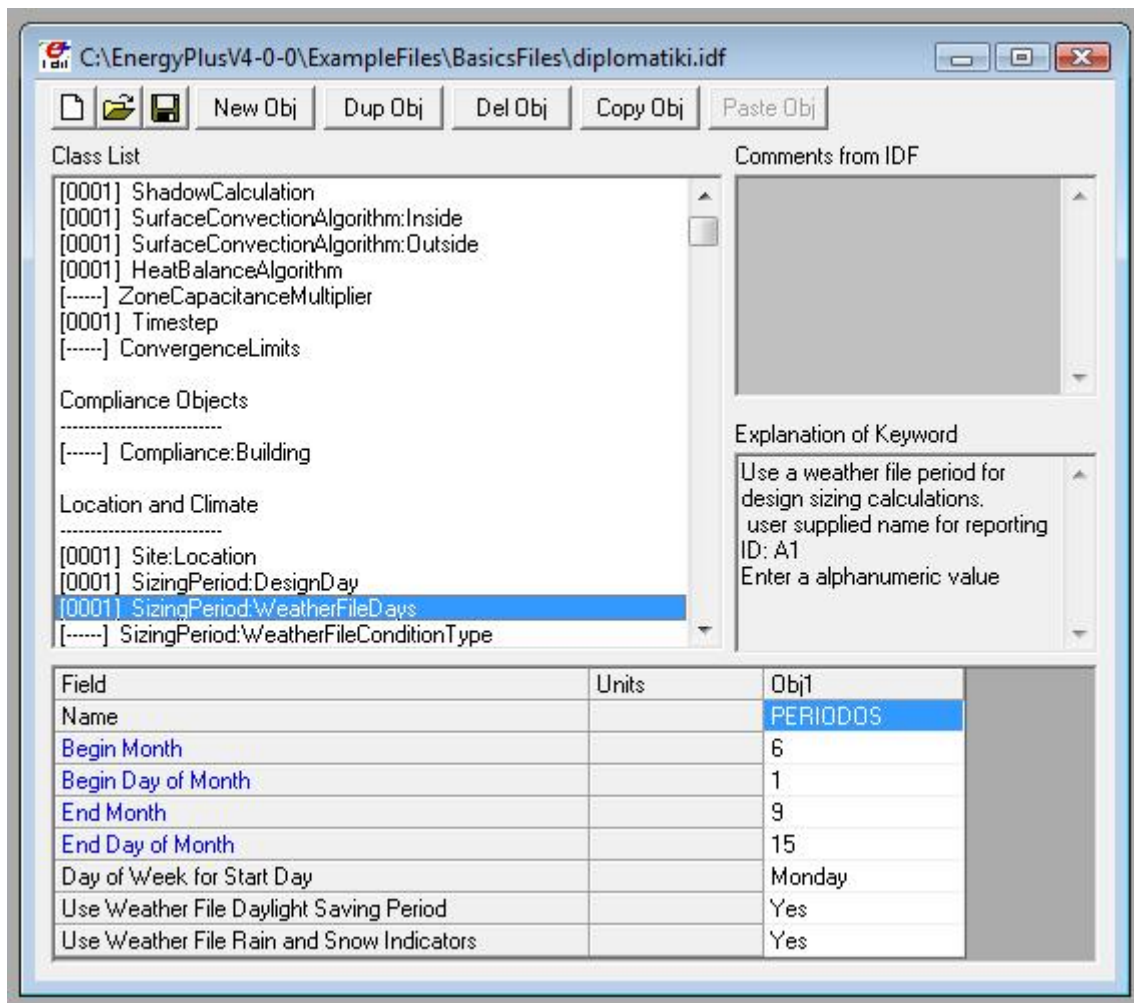 C:\EnergyPlusV4-0-0\ExampleFiles\BasicsFiles\diplomatiki.idf
New Obj Dup Obj Del Obj Copy Obj Paste Obj
Class List
[0001] ShadowCalculation
[0001] SurfaceConvectionAlgorithm:Inside
[0001] SurfaceConvectionAlgorithm:Outside
[0001] HeatBalanceAlgorithm
[------] ZoneCapacitanceMultiplier
[0001] Timestep
[------] ConvergenceLimits
Compliance Objects
--------------------------
[------] Compliance:Building
Location and Climate
--------------------------
[0001] Site:Location
[0001] SizingPeriod:DesignDay
[0001] SizingPeriod:WeatherFileDays
[------] SizingPeriod:WeatherFileConditionType
Comments from IDF
Explanation of Keyword
Use a weather file period for
design sizing calculations.
user supplied name for reporting
ID: A1
Enter a alphanumeric value
Field Units Obj1
Name PERIODOS
Begin Month 6
Begin Day of Month 1
End Month 9
End Day of Month 15
Day of Week for Start Day Monday
Use Weather File Daylight Saving Period Yes
Use Weather File Rain and Snow Indicators Yes